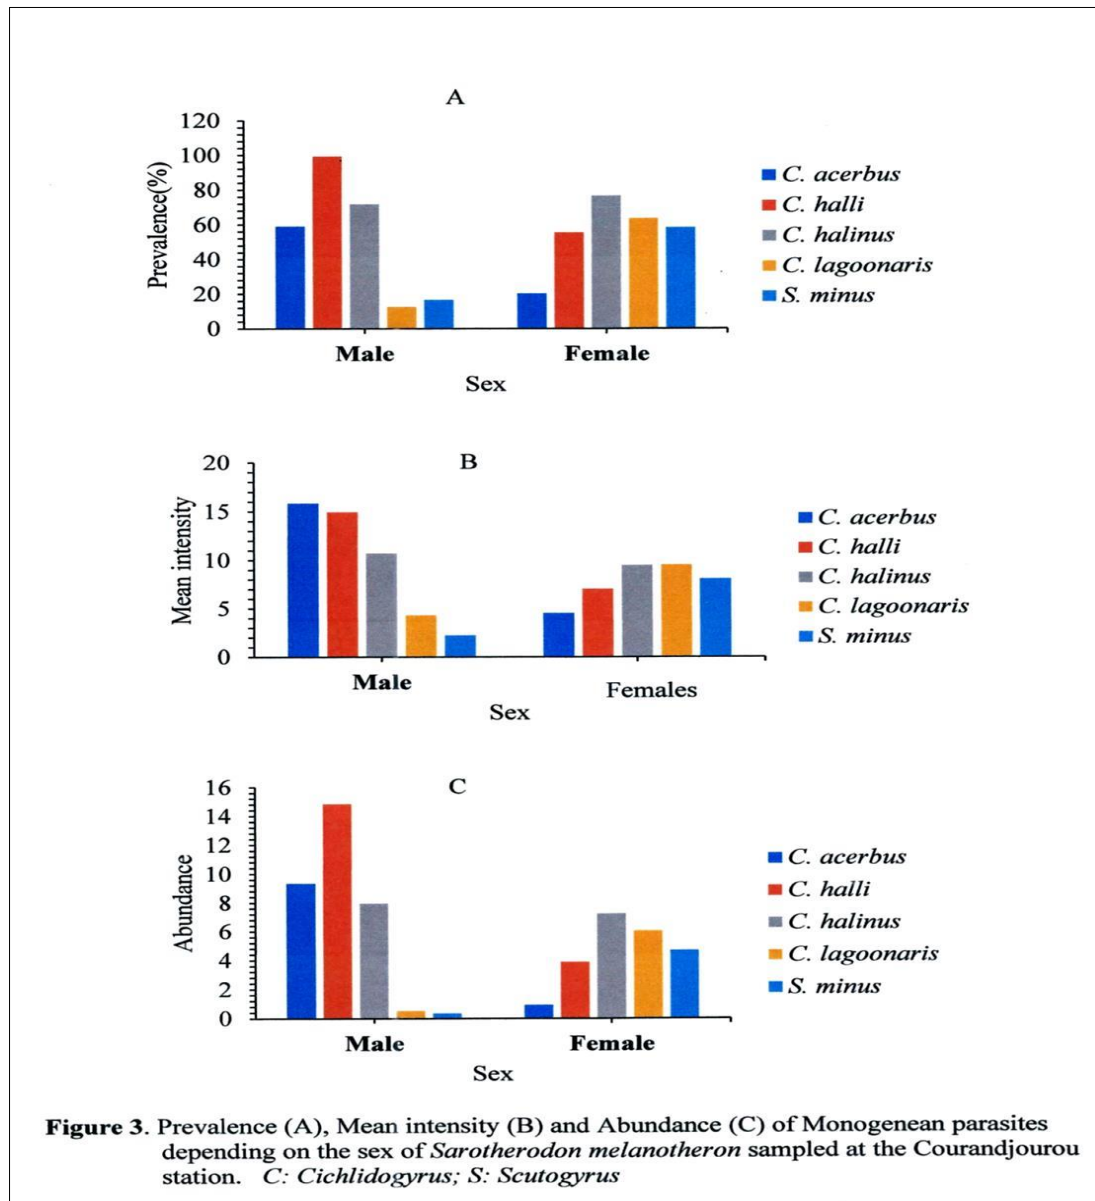 A
Prevalence(%)
120
100
80
60
40
20
0
Male
Female
Sex
C. acerbus
C. halli
C. halinus
C. lagoonaris
S. minus
B
Mean intensity
20
15
10
5
0
Male
Females
Sex
C. acerbus
C. halli
C. halinus
C. lagoonaris
S. minus
C
Abundance
16
14
12
10
8
6
4
2
0
Male
Female
Sex
C. acerbus
C. halli
C. halinus
C. lagoonaris
S. minus
Figure 3. Prevalence (A), Mean intensity (B) and Abundance (C) of Monogenean parasites
depending on the sex of Sarotherodon melanotheron sampled at the Courandjourou
station. C: Cichlidogyrus; S: Scutogyrus